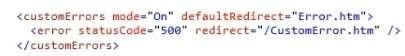 <customErrors mode="On" defaultRedirect="Error.htm">
<error statusCode="500" redirect="/CustomError.htm" />
</customErrors>